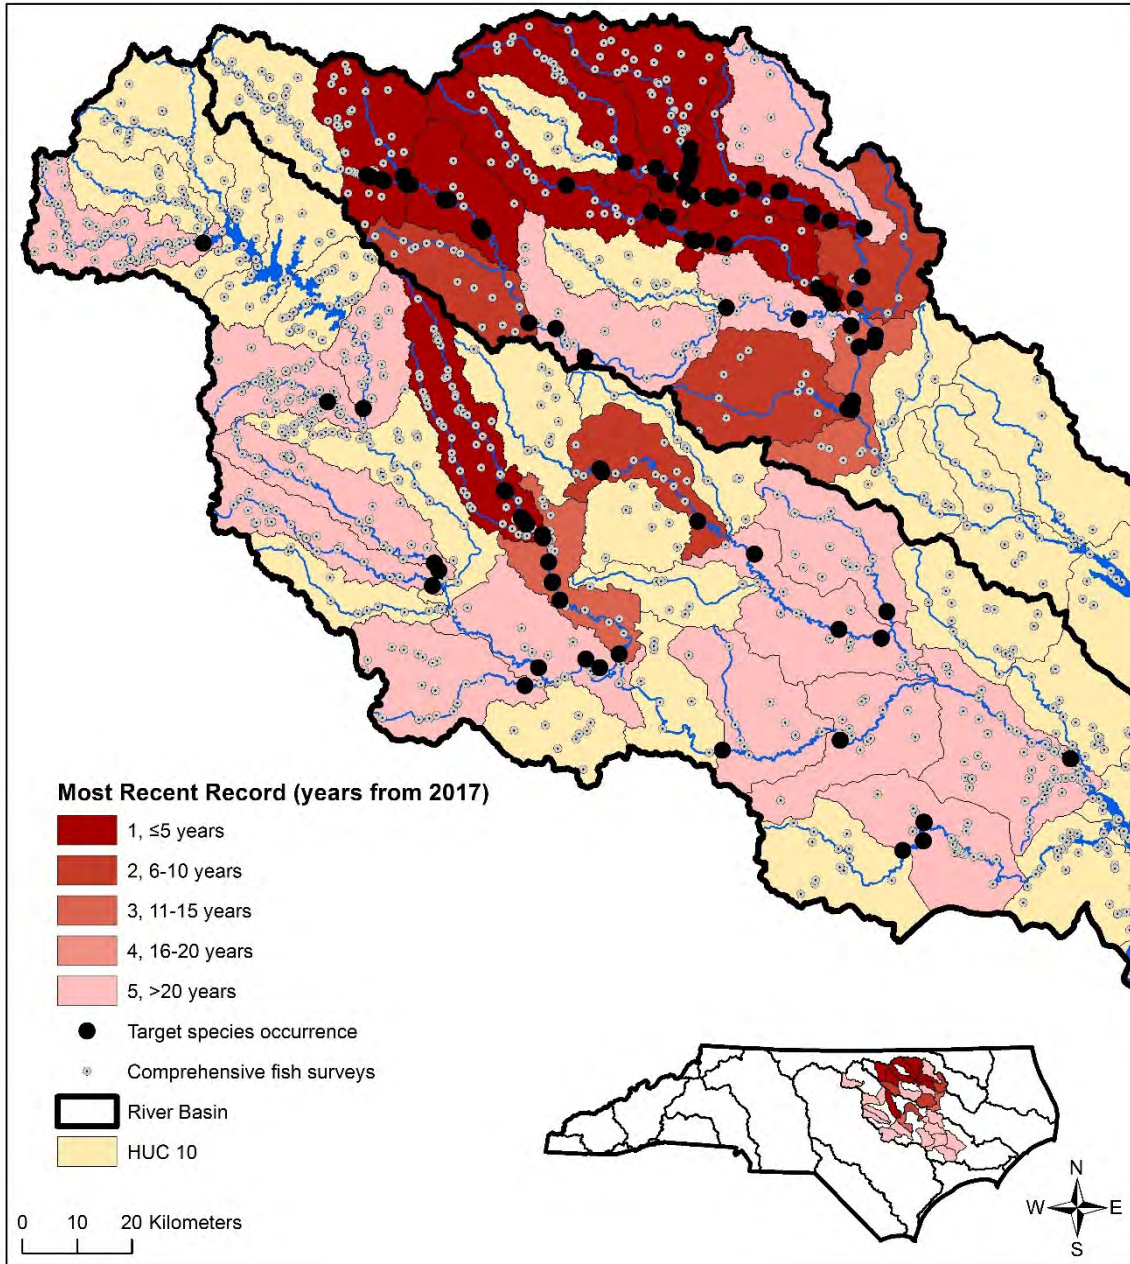 Most Recent Record (years from 2017)
1, ≤5 years
2, 6-10 years
3, 11-15 years
4, 16-20 years
5, >20 years
Target species occurrence
Comprehensive fish surveys
River Basin
HUC 10
0 10 20 Kilometers
N
W E
S